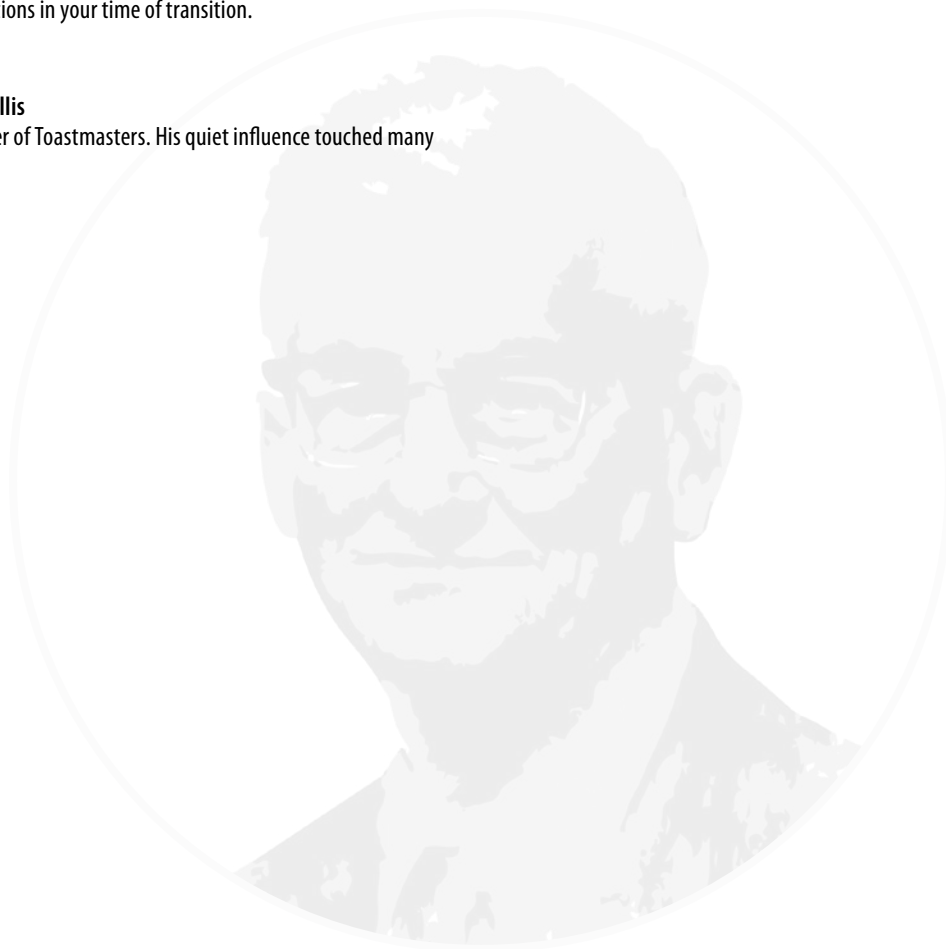 ions in your time of transition.
llis
er of Toastmasters. His quiet influence touched many